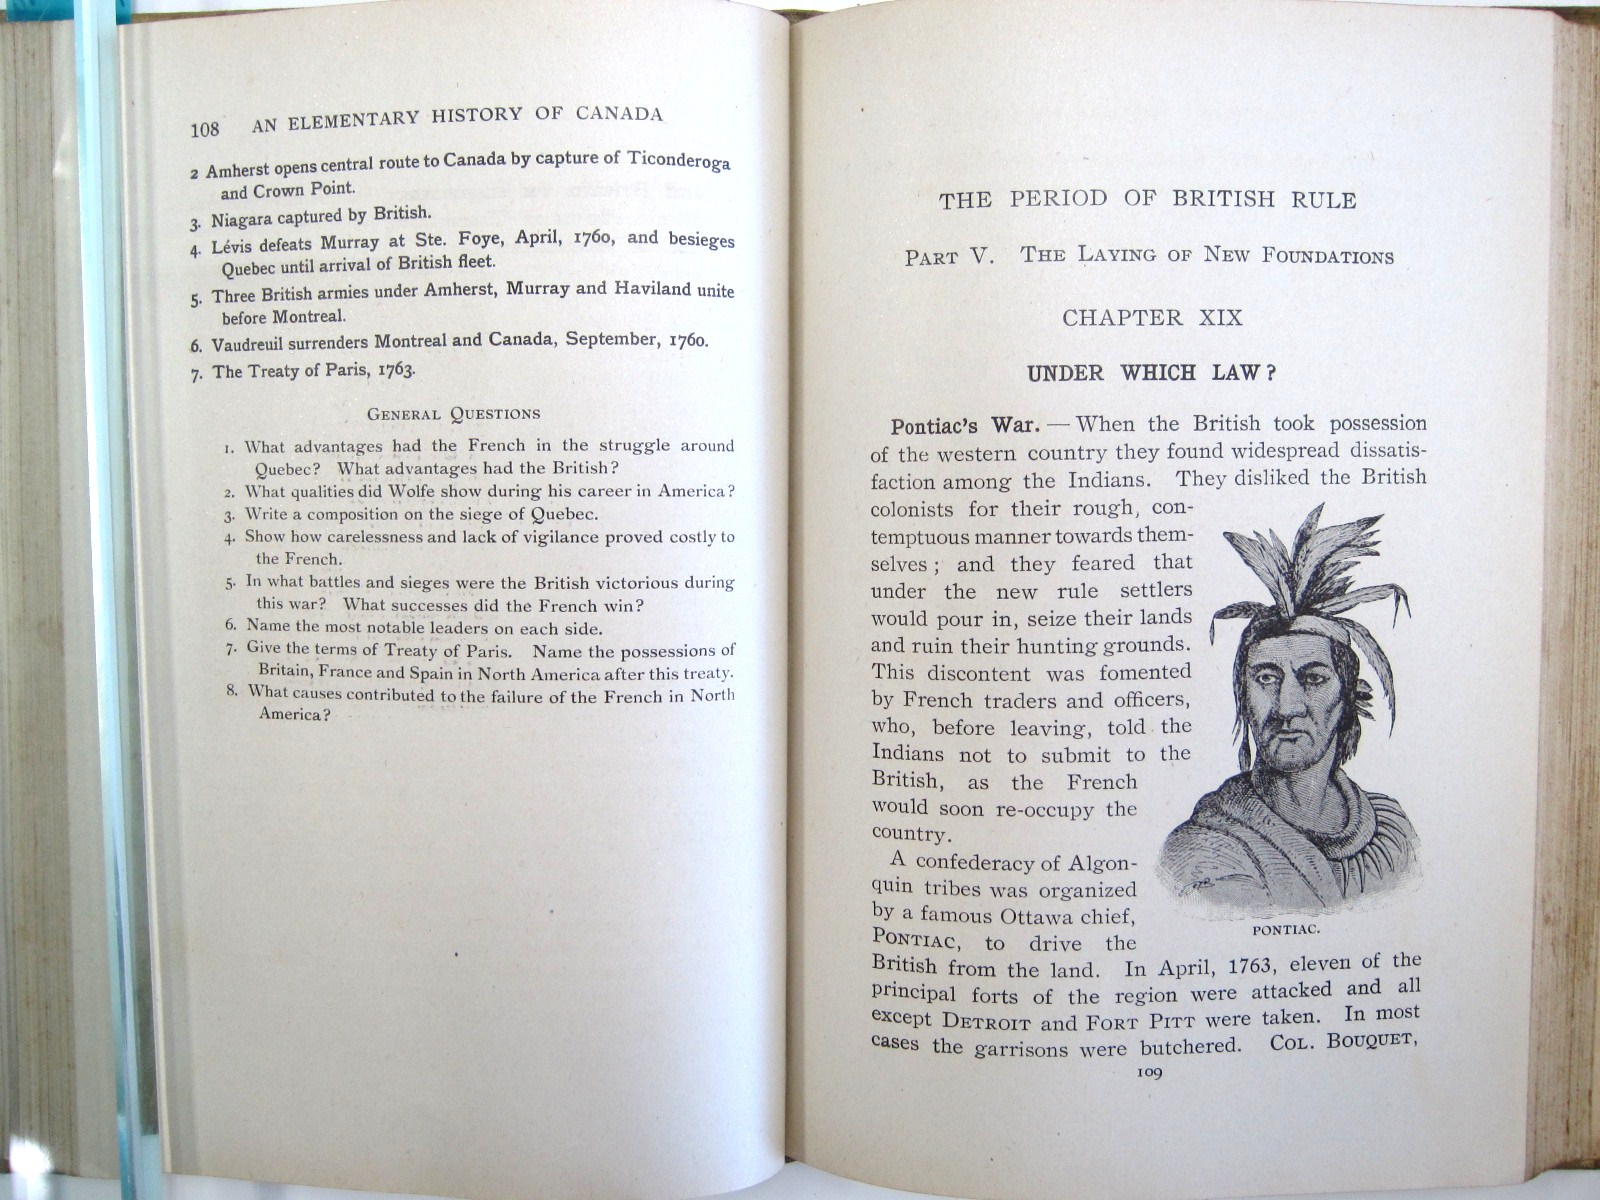 108 AN ELEMENTARY HISTORY OF CANADA
2 Amherst opens central route to Canada by capture of Ticonderoga
and Crown Point.
3. Niagara captured by British.
4. Lévis defeats Murray at Ste. Foye, April, 1760, and besieges
Quebec until arrival of British fleet.
5. Three British armies under Amherst, Murray and Haviland unite
before Montreal.
6. Vaudreuil surrenders Montreal and Canada, September, 1760.
7. The Treaty of Paris, 1763.
GENERAL QUESTIONS
1. What advantages had the French in the struggle around
Quebec? What advantages had the British?
2. What qualities did Wolfe show during his career in America?
3. Write a composition on the siege of Quebec.
4. Show how carelessness and lack of vigilance proved costly to
the French.
5. In what battles and sieges were the British victorious during
this war? What successes did the French win?
6. Name the most notable leaders on each side.
7. Give the terms of Treaty of Paris. Name the possessions of
Britain, France and Spain in North America after this treaty.
8. What causes contributed to the failure of the French in North
America?
THE PERIOD OF BRITISH RULE
PART V. THE LAYING OF NEW FOUNDATIONS
CHAPTER XIX
UNDER WHICH LAW?
Pontiac's War. — When the British took possession
of the western country they found widespread dissatis-
faction among the Indians. They disliked the British
colonists for their rough, con-
temptuous manner towards them-
selves; and they feared that
under the new rule settlers
would pour in, seize their lands
and ruin their hunting grounds.
This discontent was fomented
by French traders and officers,
who, before leaving, told the
Indians not to submit to the
British, as the French
would soon re-occupy the
country.
A confederacy of Algon-
quin tribes was organized
by a famous Ottawa chief,
PONTIAC, to drive the
British from the land. In April, 1763, eleven of the
principal forts of the region were attacked and all
except DETROIT and FORT PITT were taken. In most
cases the garrisons were butchered. COL. BOUQUET,
PONTIAC.
109